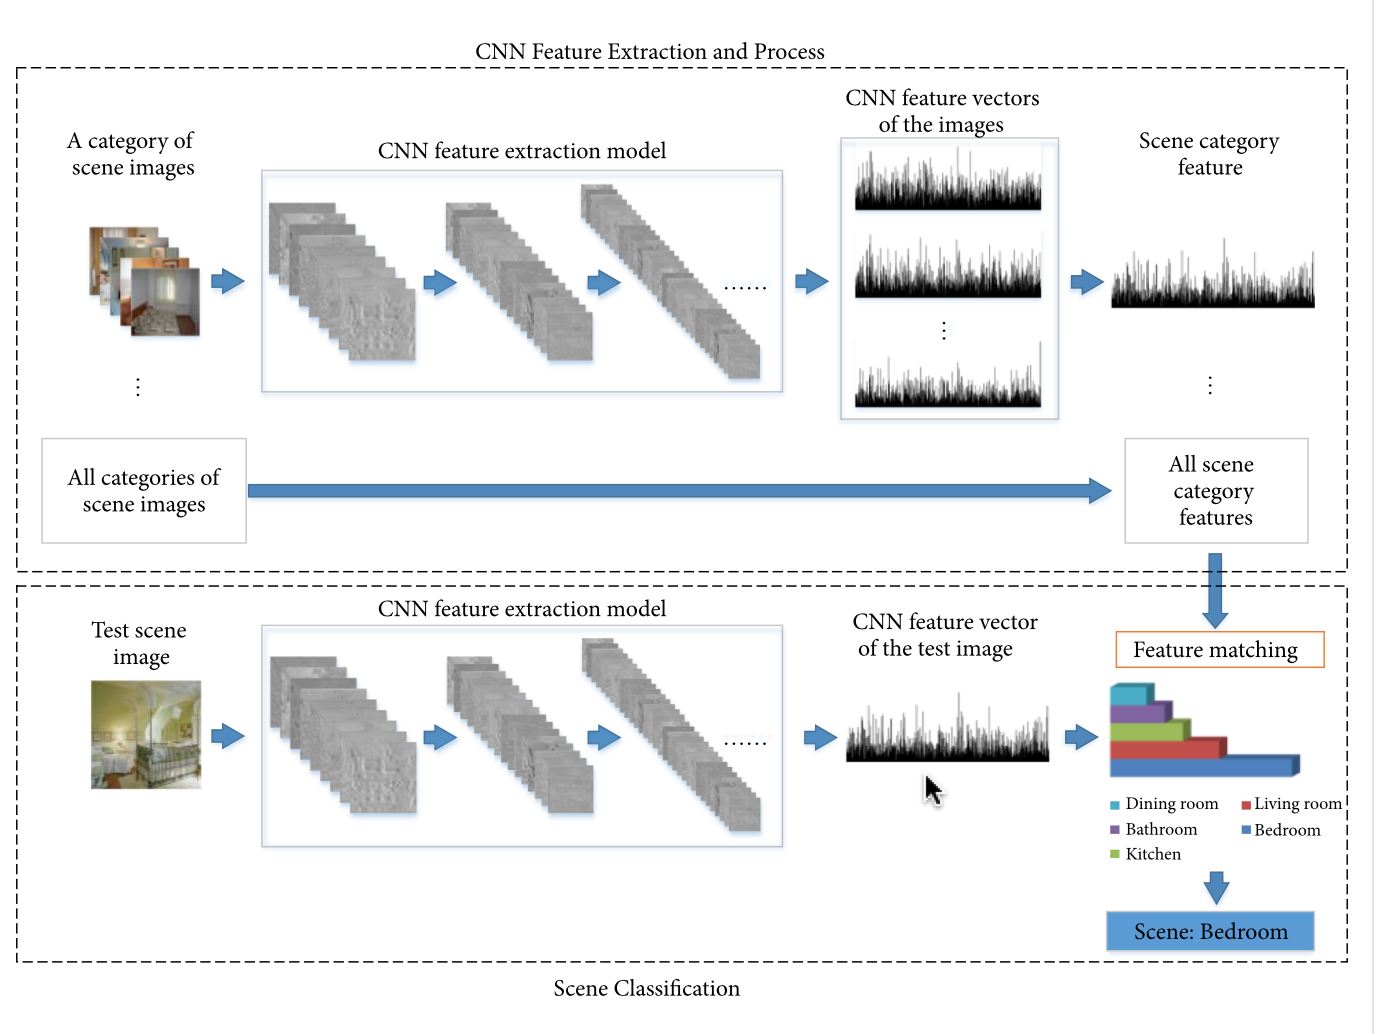 CNN Feature Extraction and Process
A category of
scene images
CNN feature extraction model
CNN feature vectors
of the images
Scene category
feature
......
⋮
⋮
⋮
All categories of
scene images
All scene
category
features
Test scene
image
CNN feature extraction model
CNN feature vector
of the test image
Feature matching
......
Dining room
Living room
Bathroom
Bedroom
Kitchen
Scene: Bedroom
Scene Classification